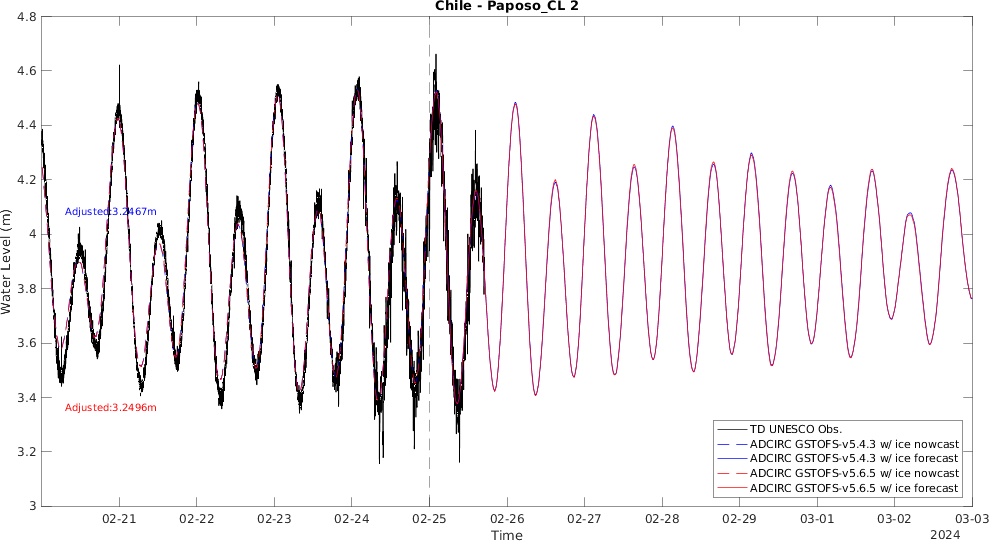 Chile - Paposo_CL 2
Water Level (m)
4.8
4.6
4.4
4.2
4
3.8
3.6
3.4
3.2
3
Adjusted:3.2467m
Adjusted:3.2496m
TD UNESCO Obs.
ADCIRC GSTOFS-v5.4.3 w/ ice nowcast
ADCIRC GSTOFS-v5.4.3 w/ ice forecast
ADCIRC GSTOFS-v5.6.5 w/ ice nowcast
ADCIRC GSTOFS-v5.6.5 w/ ice forecast
02-21 02-22 02-23 02-24 02-25 02-26 02-27 02-28 02-29 03-01 03-02 03-03
Time
2024